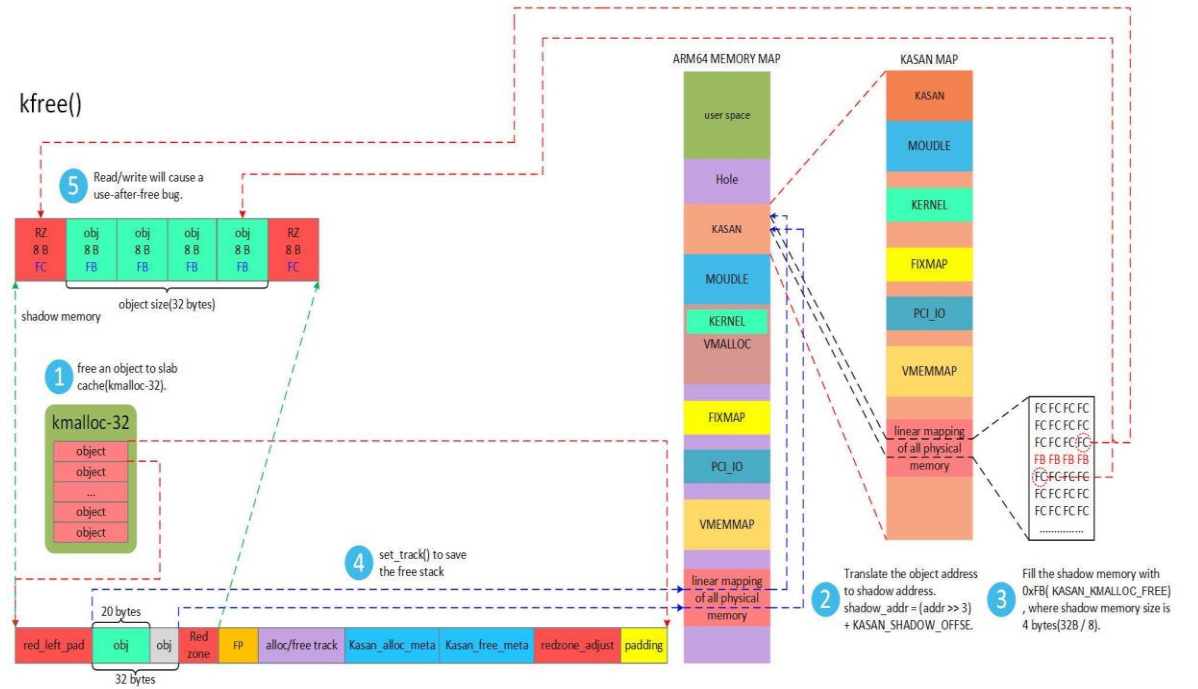 kfree()
5
Read/write will cause a
use-after-free bug.
RZ
8 B
FC
obj
8 B
FB
obj
8 B
FB
obj
8 B
FB
obj
8 B
FB
RZ
8 B
FC
object size(32 bytes)
shadow memory
1
free an object to slab
cache(kmalloc-32).
kmalloc-32
object
object
...
object
object
4
set_track() to save
the free stack
20 bytes
red_left_pad
obj
obj
Red
zone
FP
alloc/free track
Kasan_alloc_meta
Kasan_free_meta
redzone_adjust
padding
32 bytes
ARM64 MEMORY MAP
user space
Hole
KASAN
MOUDLE
KERNEL
VMALLOC
FIXMAP
PCI_IO
VMEMMAP
linear mapping
of all physical
memory
KASAN MAP
KASAN
MOUDLE
KERNEL
FIXMAP
PCI_IO
VMEMMAP
linear mapping
of all physical
memory
FC FC FC FC
FC FC FC FC
FC FC FC FC
FB FB FB FB
FC FC FC FC
FC FC FC FC
FC FC FC FC
..............
2
Translate the object address
to shadow address.
shadow_addr = (addr >> 3)
+ KASAN_SHADOW_OFFSE.
3
Fill the shadow memory with
0xFB( KASAN_KMALLOC_FREE)
, where shadow memory size is
4 bytes(32B / 8).